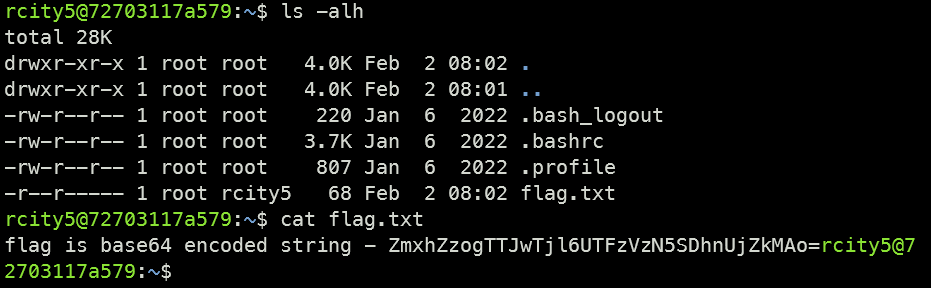 rcity5@72703117a579:~$ ls -alh
total 28K
drwxr-xr-x 1 root root   4.0K Feb  2 08:02 .
drwxr-xr-x 1 root root   4.0K Feb  2 08:01 ..
-rw-r--r-- 1 root root    220 Jan  6  2022 .bash_logout
-rw-r--r-- 1 root root   3.7K Jan  6  2022 .bashrc
-rw-r--r-- 1 root root    807 Jan  6  2022 .profile
-r--r----- 1 root rcity5   68 Feb  2 08:02 flag.txt
rcity5@72703117a579:~$ cat flag.txt
flag is base64 encoded string - ZmxhZzogTTJwTjl6UTFzVzN5SDhnUjZkMAo=rcity5@7
2703117a579:~$